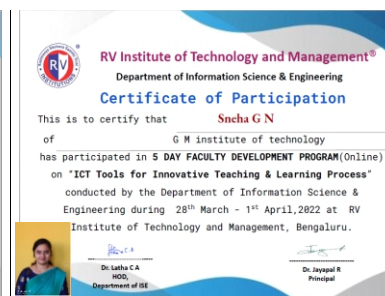 RV Institute of Technology and Management®
Department of Information Science & Engineering
Certificate of Participation
This is to certify that Sneha G N
of G M institute of technology
has participated in 5 DAY FACULTY DEVELOPMENT PROGRAM(Online)
on "ICT Tools for Innovative Teaching & Learning Process"
conducted by the Department of Information Science &
Engineering during 28th March - 1st April,2022 at RV
Institute of Technology and Management, Bengaluru.
Dr. Latha C A
HOD,
Department of ISE
Dr. Jayapal R
Principal
RV
INSTITUTIONS